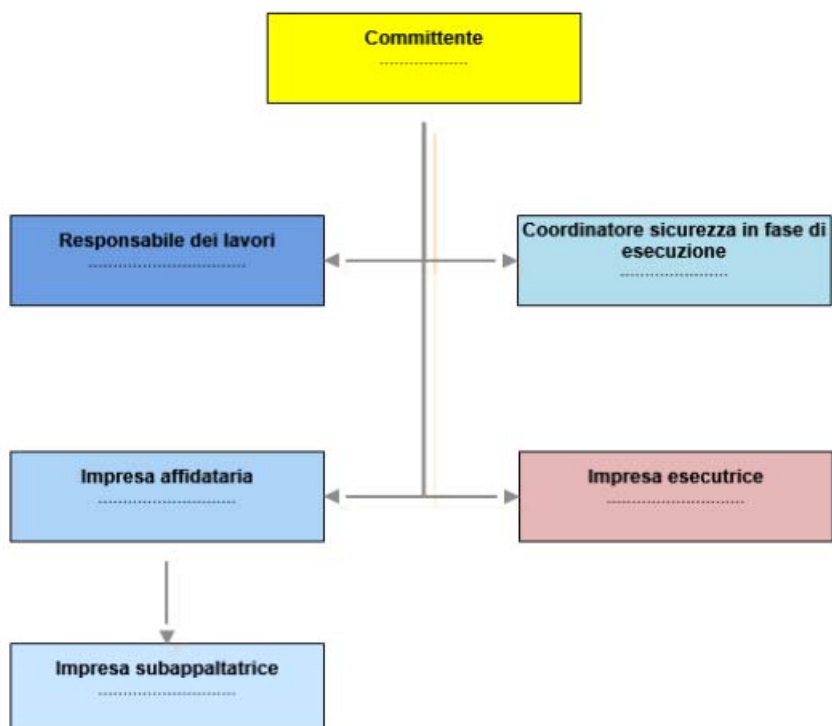 Committente
..................
Responsabile dei lavori
................................
Coordinatore sicurezza in fase di
esecuzione
......................
Impresa affidataria
............................
Impresa esecutrice
............................
Impresa subappaltatrice
............................